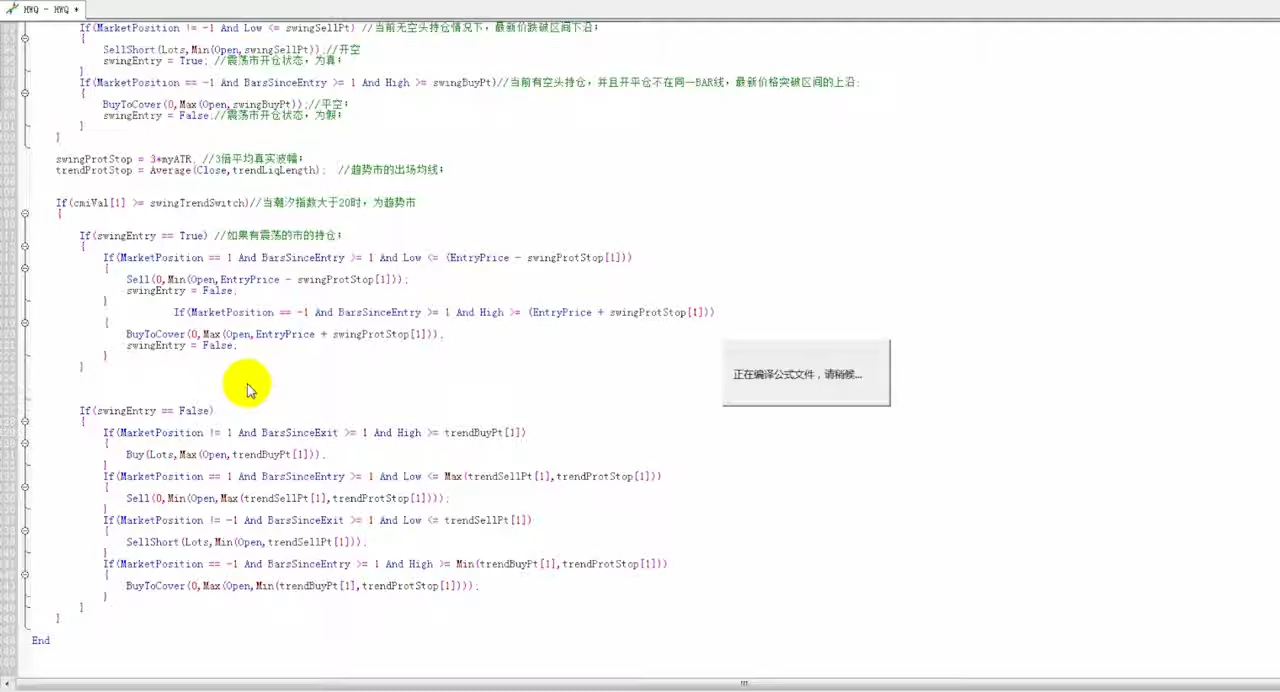 HWQ - HWQ *
If(MarketPosition != -1 And Low <= swingSellPt) //当前无空头持仓情况下，最新价跌破区间下沿；
{
SellShort(Lots,Min(Open,swingSellPt));//开空
swingEntry = True; //震荡市开仓状态，为真；
}
If(MarketPosition == -1 And BarsSinceEntry >= 1 And High >= swingBuyPt)//当前有空头持仓，并且开平仓不在同一BAR线，最新价格突破区间的上沿；
{
BuyToCover(0,Max(Open,swingBuyPt));//平空；
swingEntry = False;//震荡市开仓状态，为假；
}
}
swingProtStop = 3*myATR; //3倍平均真实波幅；
trendProtStop = Average(Close,trendLiqLength);  //趋势市的出场均线；
If(cmiVal[1] >= swingTrendSwitch)//当潮汐指数大于20时，为趋势市
{
If(swingEntry == True) //如果有震荡的市的持仓；
{
If(MarketPosition == 1 And BarsSinceEntry >= 1 And Low <= (EntryPrice - swingProtStop[1]))
{
Sell(0,Min(Open,EntryPrice - swingProtStop[1]));
swingEntry = False;
}
If(MarketPosition == -1 And BarsSinceEntry >= 1 And High >= (EntryPrice + swingProtStop[1]))
{
BuyToCover(0,Max(Open,EntryPrice + swingProtStop[1]));
swingEntry = False;
}
}
If(swingEntry == False)
{
If(MarketPosition != 1 And BarsSinceExit >= 1 And High >= trendBuyPt[1])
{
Buy(Lots,Max(Open,trendBuyPt[1]));
}
If(MarketPosition == 1 And BarsSinceEntry >= 1 And Low <= Max(trendSellPt[1],trendProtStop[1]))
{
Sell(0,Min(Open,Max(trendSellPt[1],trendProtStop[1])));
}
If(MarketPosition != -1 And BarsSinceExit >= 1 And Low <= trendSellPt[1])
{
SellShort(Lots,Min(Open,trendSellPt[1]));
}
If(MarketPosition == -1 And BarsSinceEntry >= 1 And High >= Min(trendBuyPt[1],trendProtStop[1]))
{
BuyToCover(0,Max(Open,Min(trendBuyPt[1],trendProtStop[1])));
}
}
}
End
正在编译公式文件，请稍候...